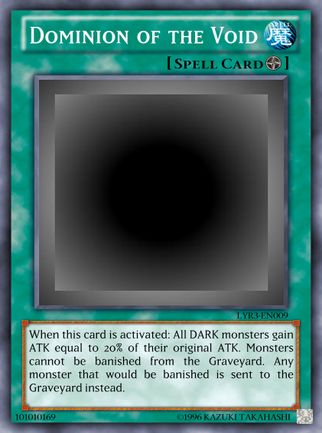 DOMINION OF THE VOID
SPELL
魔
[SPELL CARD]
LYR3-EN009
When this card is activated: All DARK monsters gain
ATK equal to 20% of their original ATK. Monsters
cannot be banished from the Graveyard. Any
monster that would be banished is sent to the
Graveyard instead.
101010169
©1996 KAZUKI TAKAHASHI